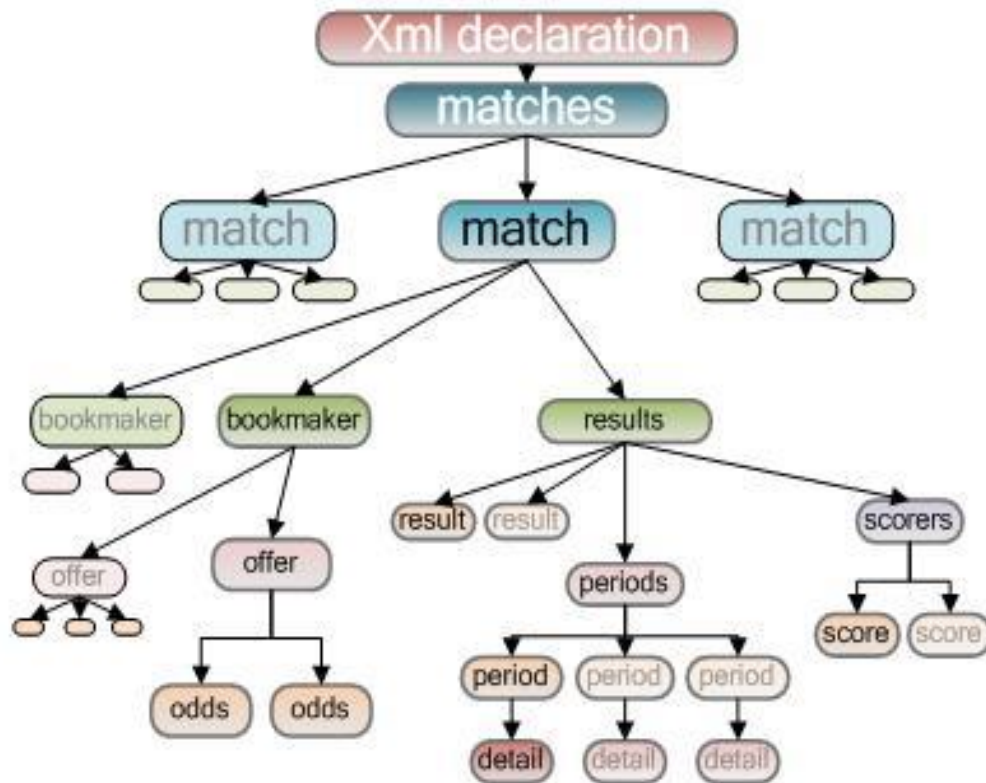 Xml declaration
matches
match match match
bookmaker bookmaker results
result result scorers
offer offer periods
score score
period period period
odds odds
detail detail detail